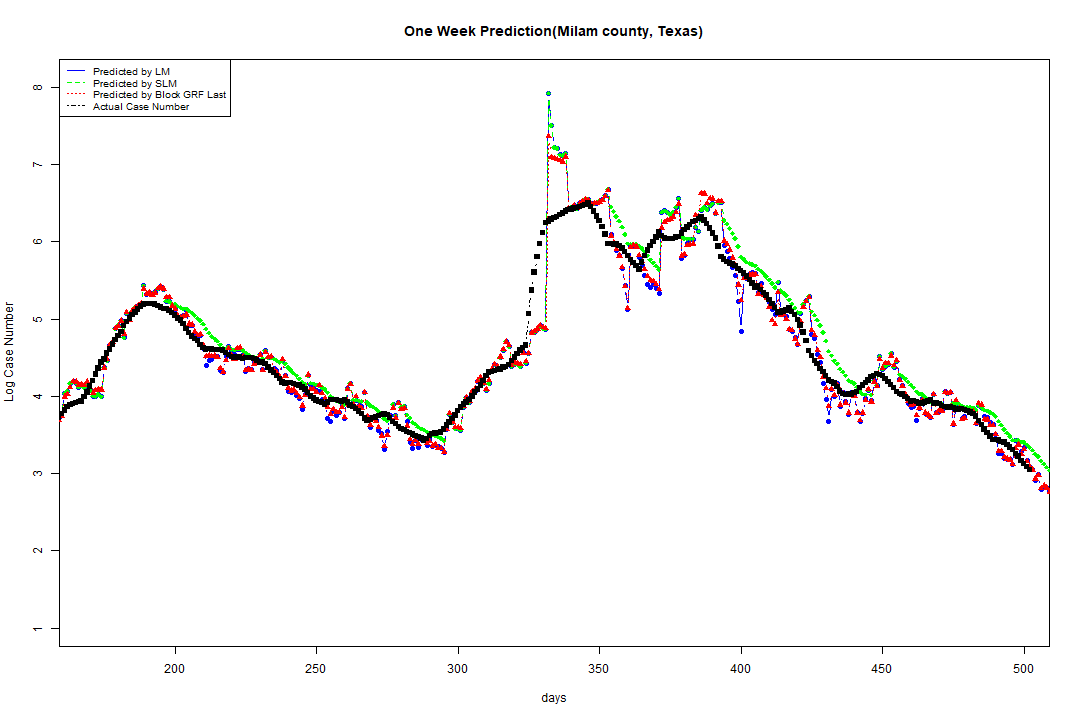 One Week Prediction(Milam county, Texas)
Predicted by LM
Predicted by SLM
Predicted by Block GRF Last
Actual Case Number
Log Case Number
8
7
6
5
4
3
2
1
200 250 300 350 400 450 500
days